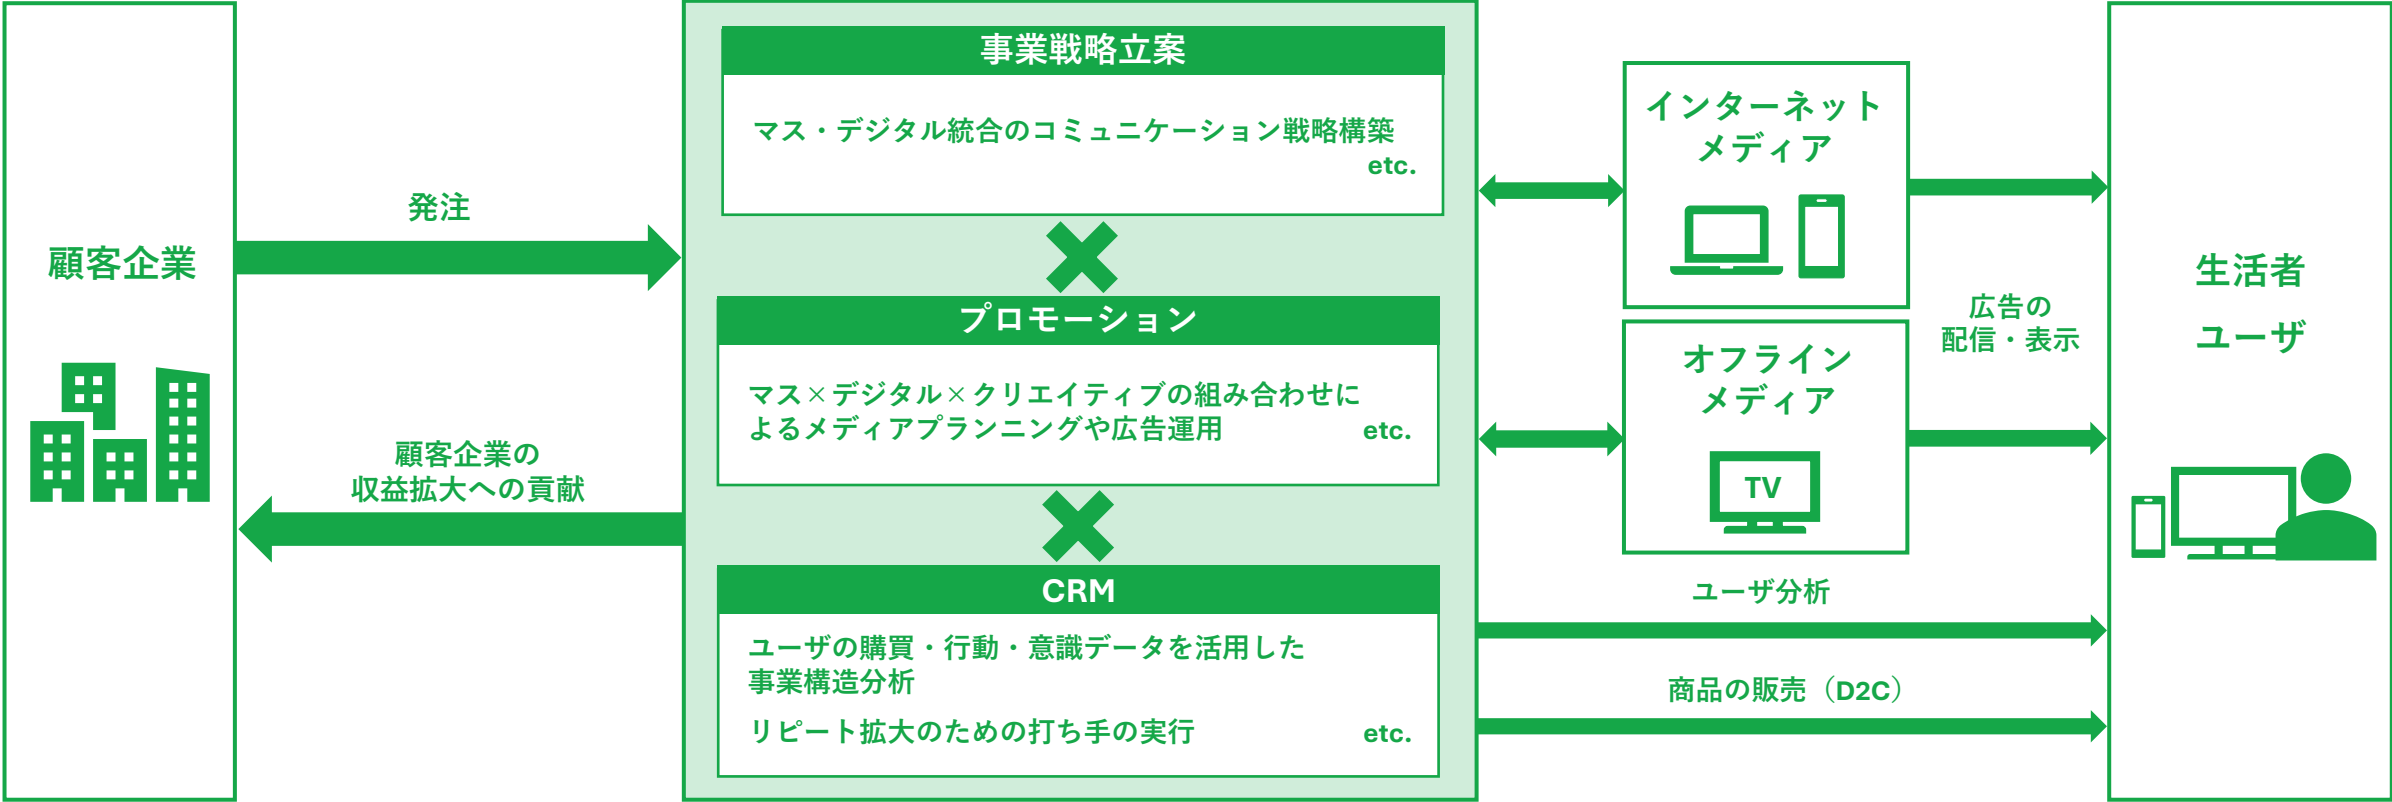 顧客企業
発注
顧客企業の
収益拡大への貢献
事業戦略立案
マス・デジタル統合のコミュニケーション戦略構築
etc.
プロモーション
マス×デジタル×クリエイティブの組み合わせに
よるメディアプランニングや広告運用 etc.
CRM
ユーザの購買・行動・意識データを活用した
事業構造分析
リピート拡大のための打ち手の実行 etc.
インターネット
メディア
オフライン
メディア
TV
広告の
配信・表示
ユーザ分析
商品の販売（D2C）
生活者
ユーザ